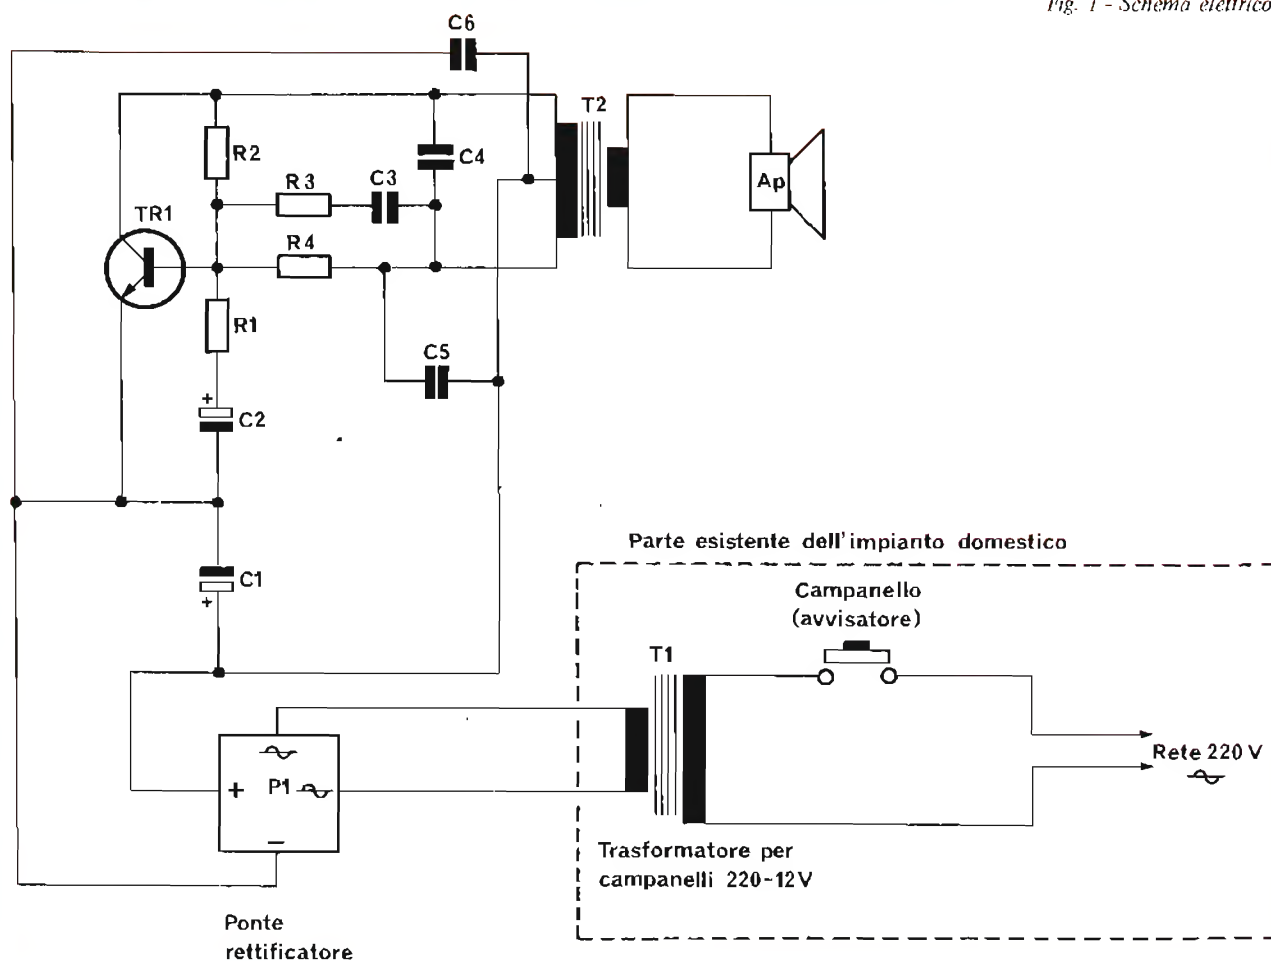 Fig. 1 - Schema elettrico
C6
T2
R2
C4
R3
C3
Ap
TR1
R4
R1
C5
+
C2
Parte esistente dell'impianto domestico
C1
+
Campanello
(avvisatore)
T1
Rete 220 V
+
P1
−
Trasformatore per
campanelli 220-12V
Ponte
rettificatore